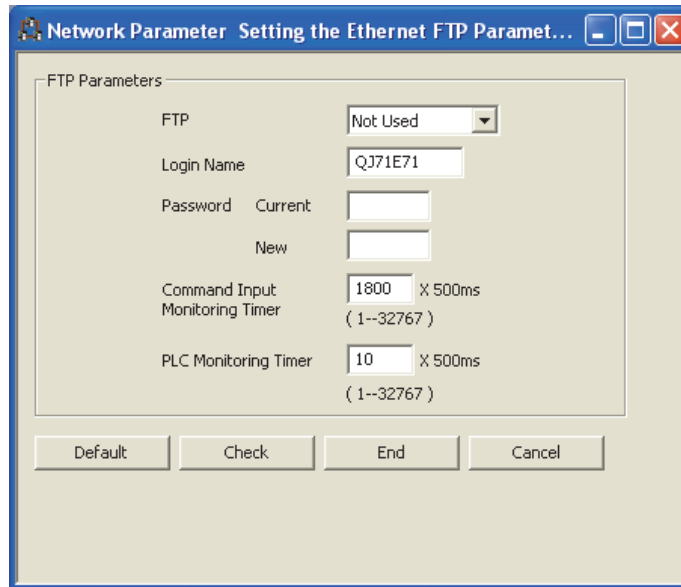 Network Parameter  Setting the Ethernet FTP Paramet...
FTP Parameters
FTP Not Used
Login Name QJ71E71
Password Current
New
Command Input
Monitoring Timer 1800 X 500ms
( 1--32767 )
PLC Monitoring Timer 10 X 500ms
( 1--32767 )
Default Check End Cancel